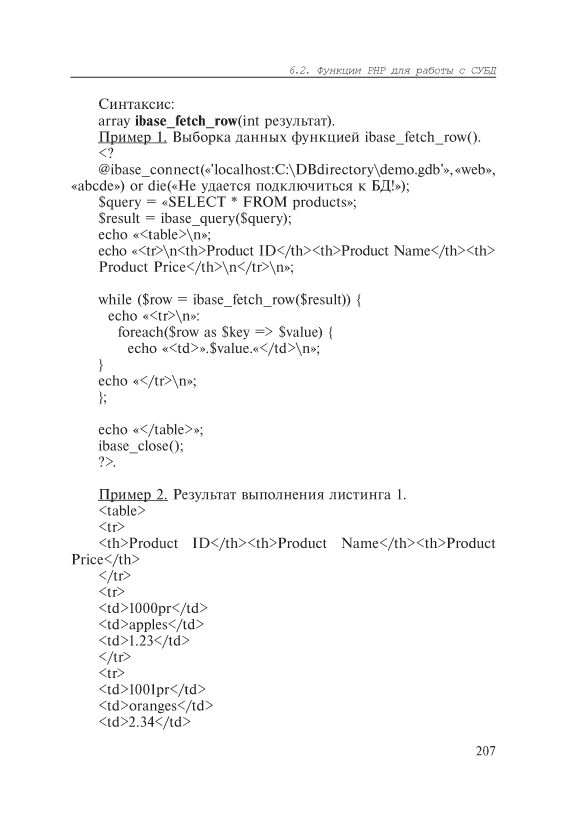 6.2. Функции PHP для работы с СУБД
Синтаксис:
array ibase_fetch_row(int результат).
Пример 1. Выборка данных функцией ibase_fetch_row().
<?
@ibase_connect(«'localhost:C:\DBdirectory\demo.gdb'», «web»,
«abcde») or die(«Не удается подключиться к БД!»);
$query = «SELECT * FROM products»;
$result = ibase_query($query);
echo «<table>\n»;
echo «<tr>\n<th>Product ID</th><th>Product Name</th><th>
Product Price</th>\n</tr>\n»;
while ($row = ibase_fetch_row($result)) {
echo «<tr>\n»:
foreach($row as $key => $value) {
echo «<td>».$value.«</td>\n»;
}
echo «</tr>\n»;
};
echo «</table>»;
ibase_close();
?>.
Пример 2. Результат выполнения листинга 1.
<table>
<tr>
<th>Product ID</th><th>Product Name</th><th>Product
Price</th>
</tr>
<tr>
<td>1000pr</td>
<td>apples</td>
<td>1.23</td>
</tr>
<tr>
<td>1001pr</td>
<td>oranges</td>
<td>2.34</td>
207